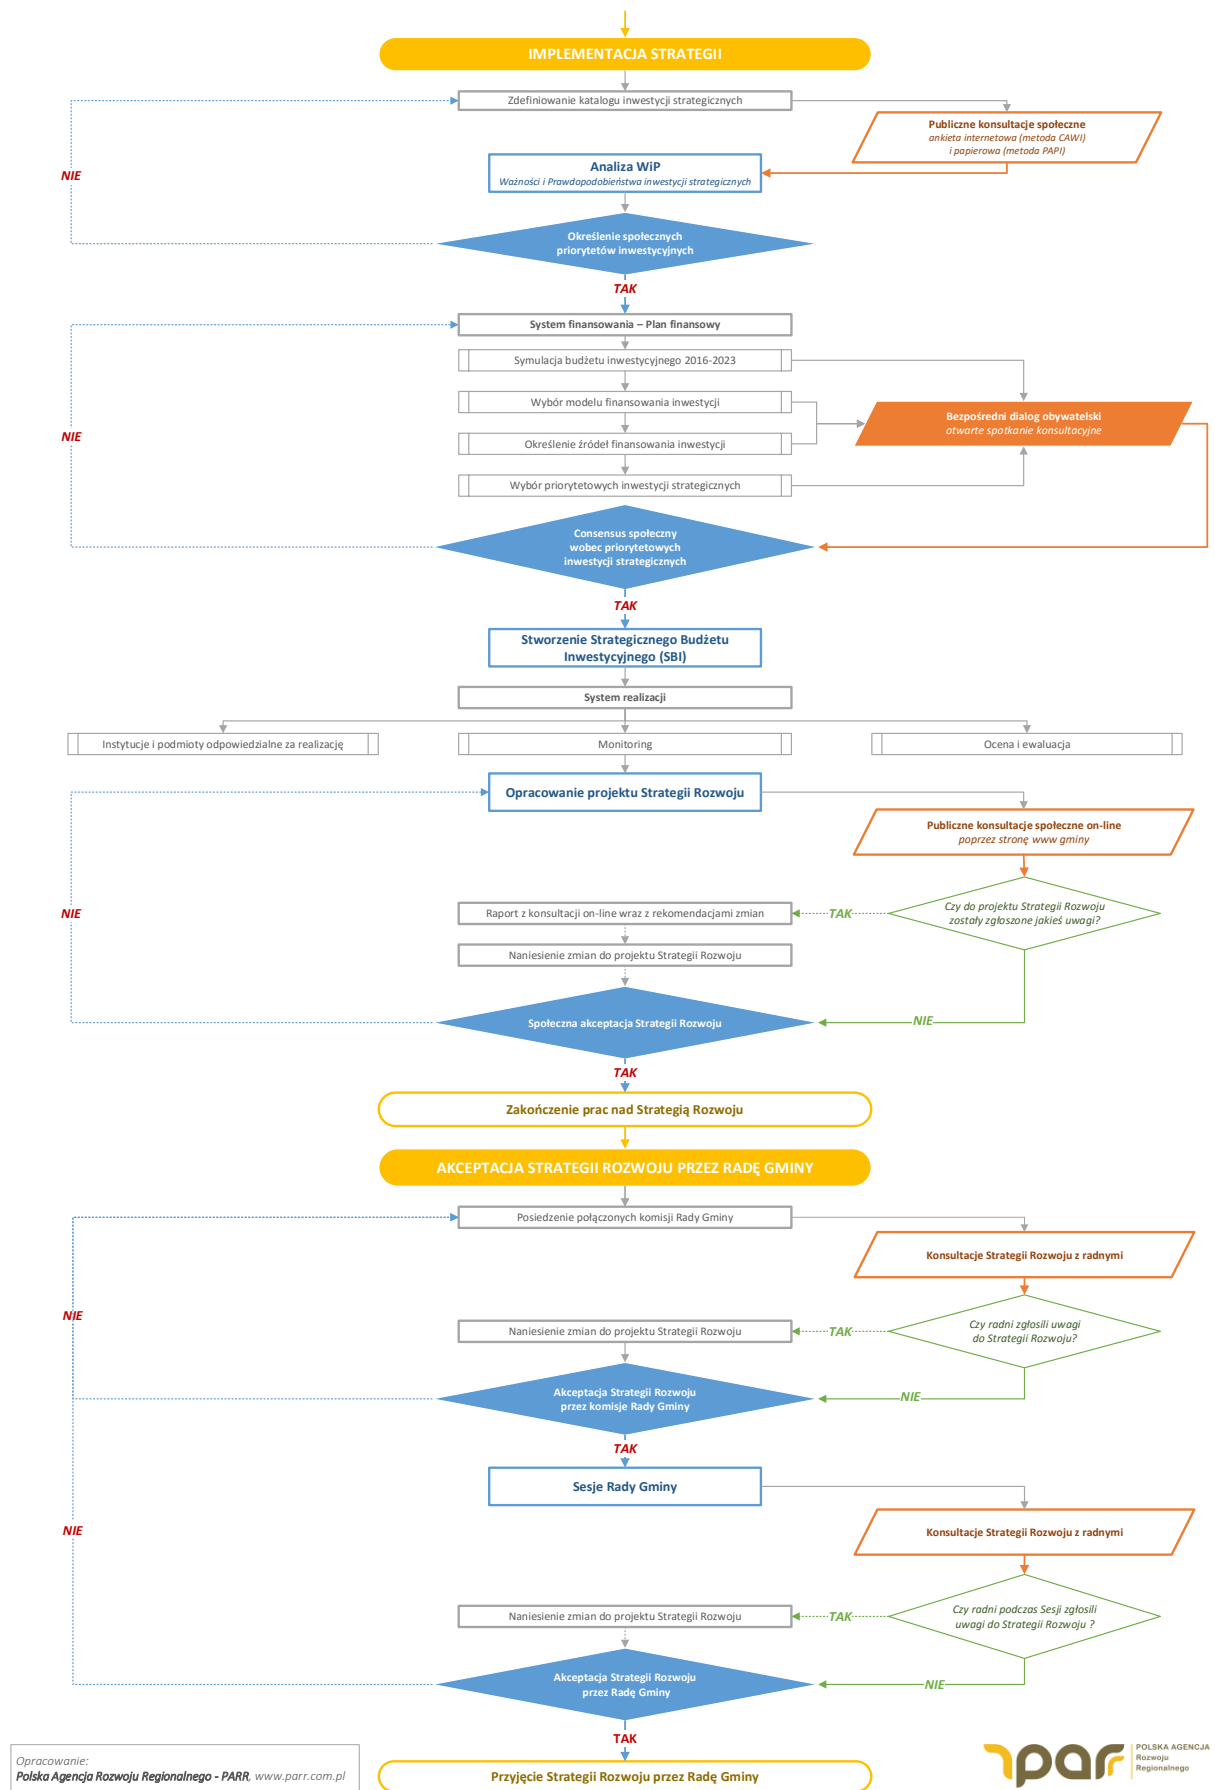 IMPLEMENTACJA STRATEGII
Zdefiniowanie katalogu inwestycji strategicznych
Publiczne konsultacje społeczne
ankieta internetowa (metoda CAWI)
i papierowa (metoda PAPI)
NIE
Analiza WiP
Ważności i Prawdopodobieństwa inwestycji strategicznych
Określenie społecznych
priorytetów inwestycyjnych
TAK
System finansowania – Plan finansowy
Symulacja budżetu inwestycyjnego 2016-2023
Wybór modelu finansowania inwestycji
Bezpośredni dialog obywatelski
otwarte spotkanie konsultacyjne
NIE
Określenie źródeł finansowania inwestycji
Wybór priorytetowych inwestycji strategicznych
Consensus społeczny
wobec priorytetowych
inwestycji strategicznych
TAK
Stworzenie Strategicznego Budżetu
Inwestycyjnego (SBI)
System realizacji
Instytucje i podmioty odpowiedzialne za realizację
Monitoring
Ocena i ewaluacja
Opracowanie projektu Strategii Rozwoju
Publiczne konsultacje społeczne on-line
poprzez stronę www gminy
NIE
Raport z konsultacji on-line wraz z rekomendacjami zmian
TAK
Czy do projektu Strategii Rozwoju
zostały zgłoszone jakieś uwagi?
Naniesienie zmian do projektu Strategii Rozwoju
Społeczna akceptacja Strategii Rozwoju
NIE
TAK
Zakończenie prac nad Strategią Rozwoju
AKCEPTACJA STRATEGII ROZWOJU PRZEZ RADĘ GMINY
Posiedzenie połączonych komisji Rady Gminy
Konsultacje Strategii Rozwoju z radnymi
NIE
Naniesienie zmian do projektu Strategii Rozwoju
TAK
Czy radni zgłosili uwagi
do Strategii Rozwoju?
Akceptacja Strategii Rozwoju
przez komisje Rady Gminy
NIE
TAK
Sesje Rady Gminy
NIE
Konsultacje Strategii Rozwoju z radnymi
Naniesienie zmian do projektu Strategii Rozwoju
TAK
Czy radni podczas Sesji zgłosili
uwagi do Strategii Rozwoju ?
Akceptacja Strategii Rozwoju
przez Radę Gminy
NIE
TAK
Przyjęcie Strategii Rozwoju przez Radę Gminy
Opracowanie:
Polska Agencja Rozwoju Regionalnego - PARR, www.parr.com.pl
parr
POLSKA AGENCJA
Rozwoju
Regionalnego